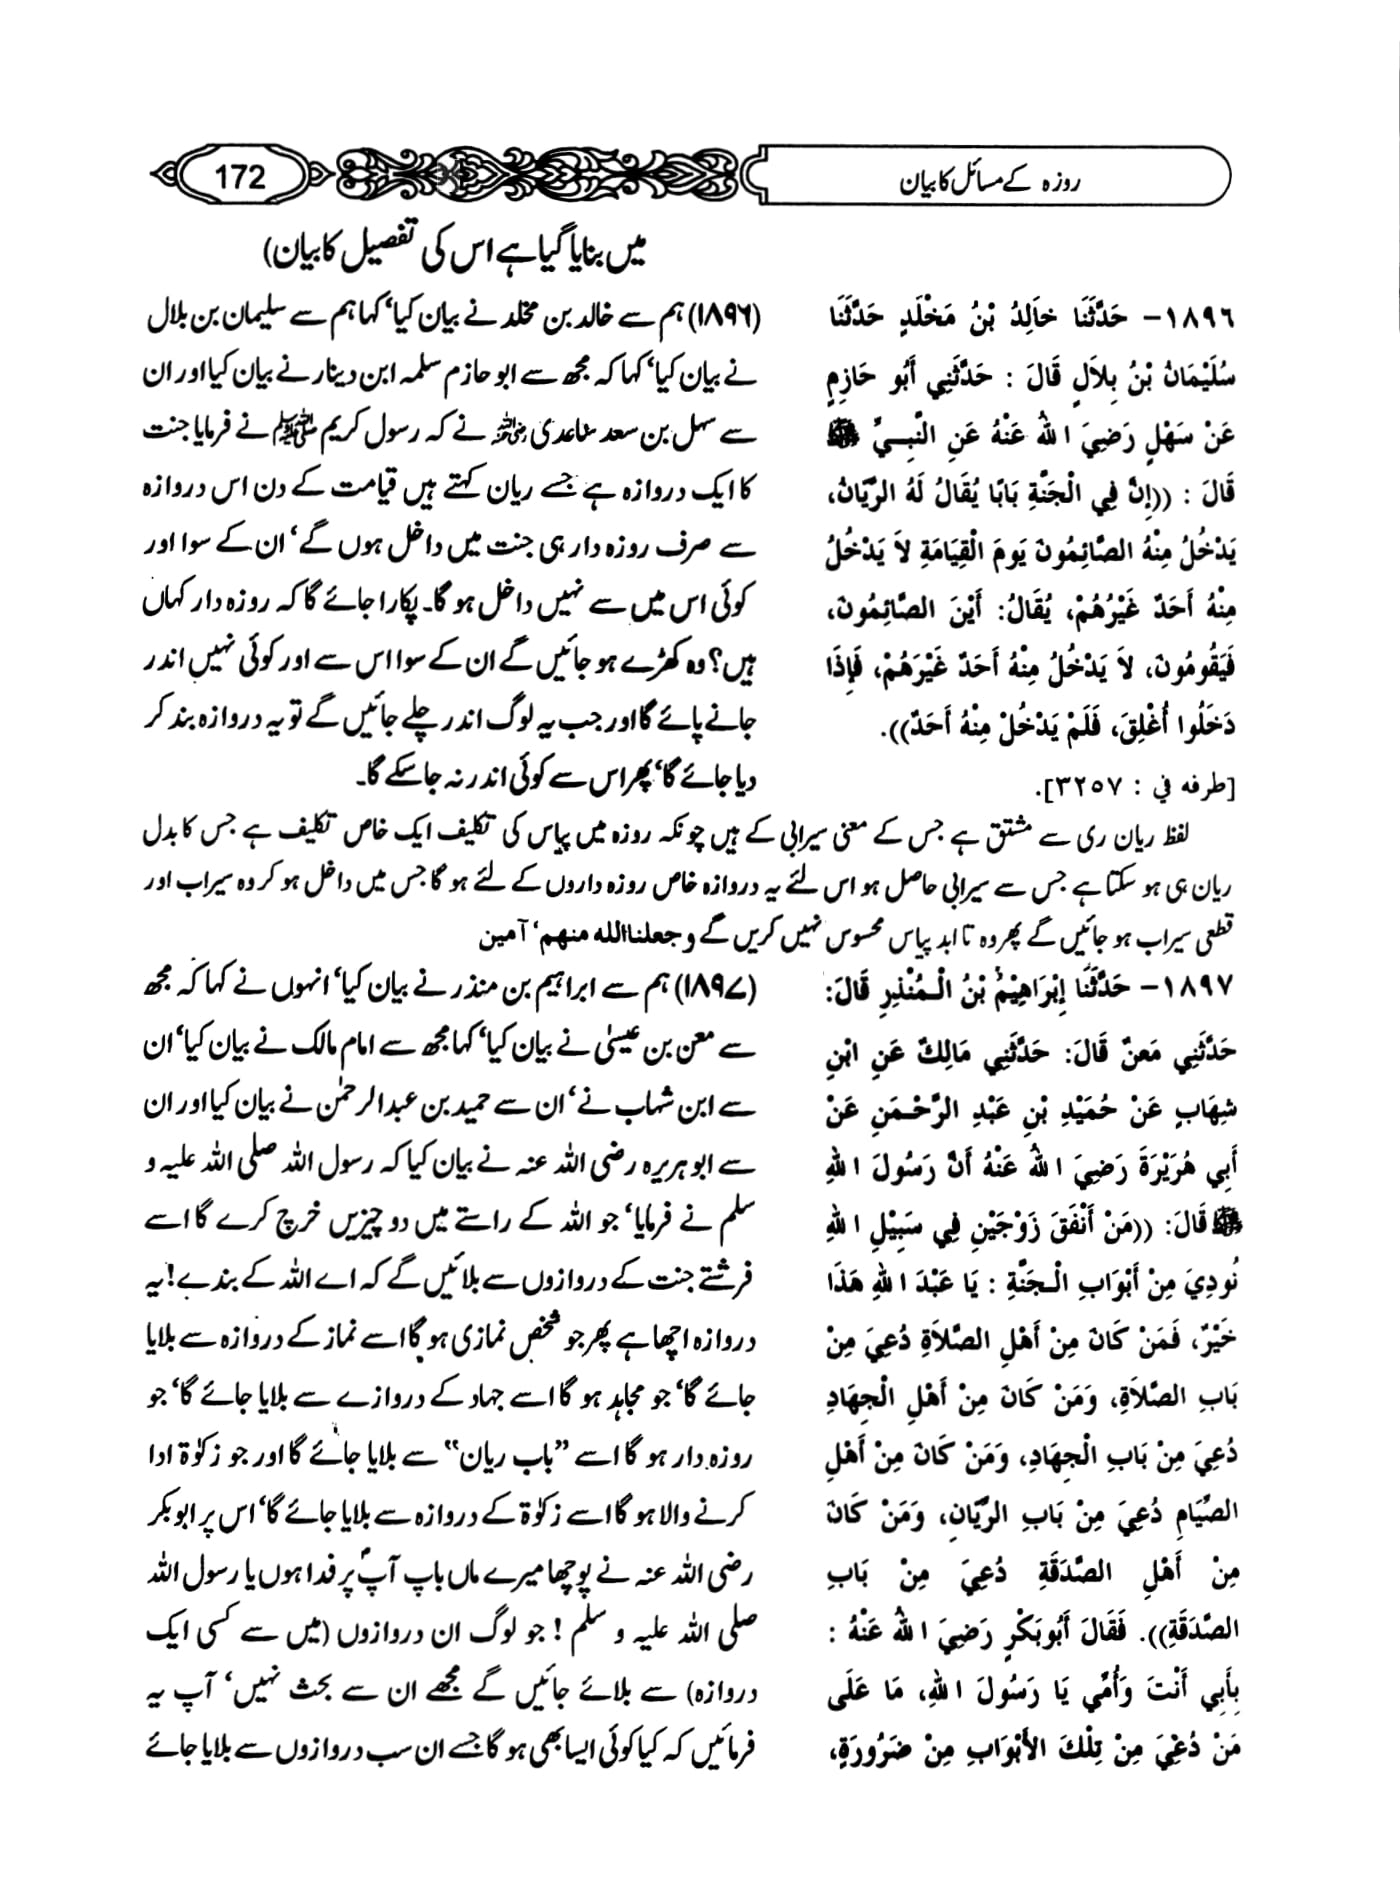 روزہ کے مسائل کا بیان
172
میں بنایا گیا ہے اس کی تفصیل کا بیان)
١٨٩٦- حَدَّثَنَا خَالِدُ بْنُ مَخْلَدٍ حَدَّثَنَا
سُلَيْمَانُ بْنُ بِلاَلٍ قَالَ : حَدَّثَنِي أَبُو حَازِمٍ
عَنْ سَهْلٍ رَضِيَ اللهُ عَنْهُ عَنِ النَّبِيِّ ﷺ
قَالَ : ((إِنَّ فِي الْجَنَّةِ بَابًا يُقَالُ لَهُ الرَّيَّانُ،
يَدْخُلُ مِنْهُ الصَّائِمُونَ يَومَ الْقِيَامَةِ لاَ يَدْخُلُ
مِنْهُ أَحَدٌ غَيْرُهُمْ، يُقَالُ: أَيْنَ الصَّائِمُونَ،
فَيَقُومُونَ، لاَ يَدْخُلُ مِنْهُ أَحَدٌ غَيْرَهُمْ، فَإِذَا
دَخَلُوا أُغْلِقَ، فَلَمْ يَدْخُلْ مِنْهُ أَحَدٌ)).
[طرفه في : ٣٢٥٧].
(۱۸۹۶) ہم سے خالد بن مخلد نے بیان کیا‘ کہا ہم سے سلیمان بن بلال
نے بیان کیا‘ کہا کہ مجھ سے ابو حازم سلمہ ابن دینار نے بیان کیا اور ان
سے سہل بن سعد ساعدی رضی اللہ عنہ نے کہ رسول کریم ﷺ نے فرمایا جنت
کا ایک دروازہ ہے جسے ریان کہتے ہیں قیامت کے دن اس دروازہ
سے صرف روزہ دار ہی جنت میں داخل ہوں گے‘ ان کے سوا اور
کوئی اس میں سے نہیں داخل ہو گا۔ پکارا جائے گا کہ روزہ دار کہاں
ہیں؟ وہ کھڑے ہو جائیں گے ان کے سوا اس سے اور کوئی نہیں اندر
جانے پائے گا اور جب یہ لوگ اندر چلے جائیں گے تو یہ دروازہ بند کر
دیا جائے گا‘ پھر اس سے کوئی اندر نہ جا سکے گا۔
لفظ ریان ری سے مشتق ہے جس کے معنی سیرابی کے ہیں چونکہ روزہ میں پیاس کی تکلیف ایک خاص تکلیف ہے جس کا بدل
ریان ہی ہو سکتا ہے جس سے سیرابی حاصل ہو اس لئے یہ دروازہ خاص روزہ داروں کے لئے ہو گا جس میں داخل ہو کر وہ سیراب اور
قطعی سیراب ہو جائیں گے پھر وہ تا ابد پیاس محسوس نہیں کریں گے وجعلنا الله منهم‘ آمین
١٨٩٧- حَدَّثَنَا إِبْرَاهِيْمُ بْنُ الْمُنْذِرِ قَالَ:
حَدَّثَنِي مَعنٌ قَالَ: حَدَّثَنِي مَالِكٌ عَنِ ابْنِ
شِهَابٍ عَنْ حُمَيْدِ بْنِ عَبْدِ الرَّحْمَنِ عَنْ
أَبِي هُرَيْرَةَ رَضِيَ اللهُ عَنْهُ أَنَّ رَسُولَ اللهِ
ﷺ قَالَ: ((مَنْ أَنْفَقَ زَوْجَيْنِ فِي سَبِيْلِ اللهِ
نُودِيَ مِنْ أَبْوَابِ الْجَنَّةِ : يَا عَبْدَ اللهِ هَذَا
خَيْرٌ، فَمَنْ كَانَ مِنْ أَهْلِ الصَّلاَةِ دُعِيَ مِنْ
بَابِ الصَّلاَةِ، وَمَنْ كَانَ مِنْ أَهْلِ الْجِهَادِ
دُعِيَ مِنْ بَابِ الْجِهَادِ، وَمَنْ كَانَ مِنْ أَهْلِ
الصِّيَامِ دُعِيَ مِنْ بَابِ الرَّيَّانِ، وَمَنْ كَانَ
مِنْ أَهْلِ الصَّدَقَةِ دُعِيَ مِنْ بَابِ
الصَّدَقَةِ)). فَقَالَ أَبُوبَكْرٍ رَضِيَ اللهُ عَنْهُ :
بِأَبِي أَنْتَ وَأُمِّي يَا رَسُولَ اللهِ، مَا عَلَى
مَنْ دُعِيَ مِنْ تِلْكَ الأَبْوَابِ مِنْ ضَرُورَةٍ،
(۱۸۹۷) ہم سے ابراہیم بن منذر نے بیان کیا‘ انہوں نے کہا کہ مجھ
سے معن بن عیسیٰ نے بیان کیا‘ کہا مجھ سے امام مالک نے بیان کیا‘ ان
سے ابن شہاب نے‘ ان سے حمید بن عبدالرحمٰن نے بیان کیا اور ان
سے ابو ہریرہ رضی اللہ عنہ نے بیان کیا کہ رسول اللہ صلی اللہ علیہ و
سلم نے فرمایا‘ جو اللہ کے راستے میں دو چیزیں خرچ کرے گا اسے
فرشتے جنت کے دروازوں سے بلائیں گے کہ اے اللہ کے بندے! یہ
دروازہ اچھا ہے پھر جو شخص نمازی ہو گا اسے نماز کے دروازہ سے بلایا
جائے گا‘ جو مجاہد ہو گا اسے جہاد کے دروازے سے بلایا جائے گا‘ جو
روزہ دار ہو گا اسے ”باب ریان“ سے بلایا جائے گا اور جو زکوٰۃ ادا
کرنے والا ہو گا اسے زکوٰۃ کے دروازہ سے بلایا جائے گا‘ اس پر ابو بکر
رضی اللہ عنہ نے پوچھا میرے ماں باپ آپؐ پر فدا ہوں یا رسول اللہ
صلی اللہ علیہ و سلم ! جو لوگ ان دروازوں (میں سے کسی ایک
دروازہ) سے بلائے جائیں گے مجھے ان سے بحث نہیں‘ آپ یہ
فرمائیں کہ کیا کوئی ایسا بھی ہو گا جسے ان سب دروازوں سے بلایا جائے